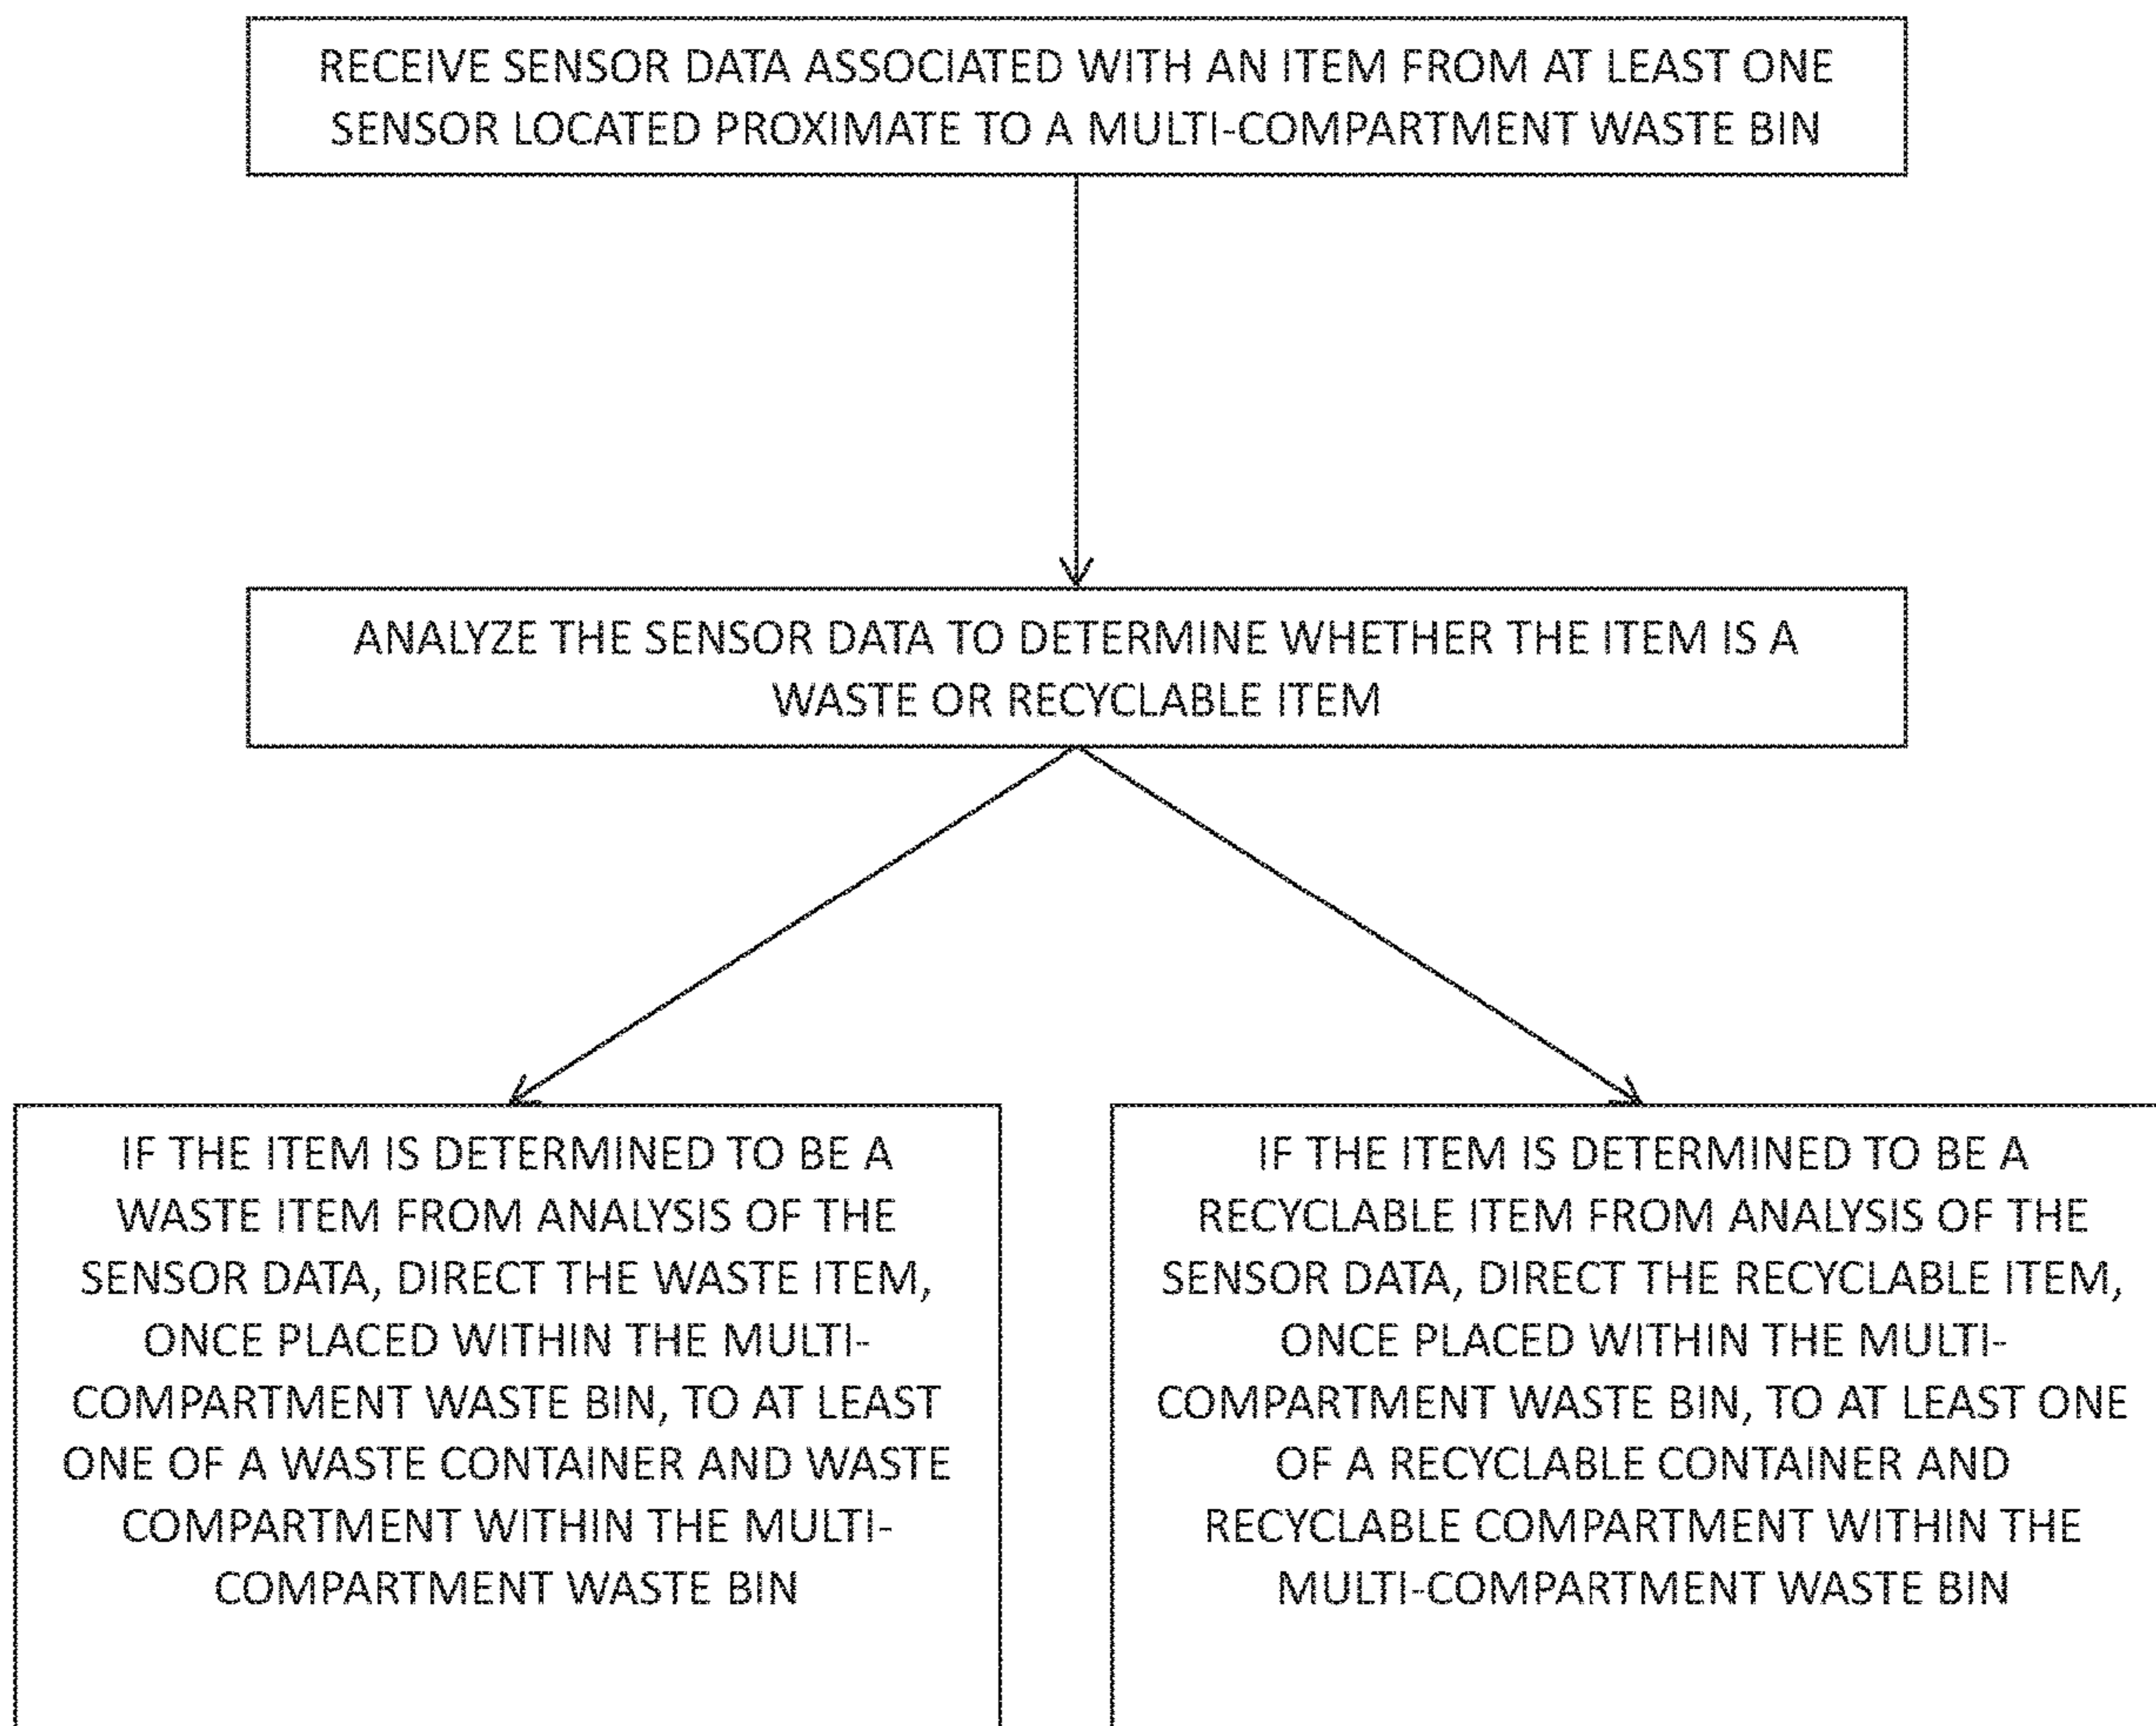 RECEIVE SENSOR DATA ASSOCIATED WITH AN ITEM FROM AT LEAST ONE
SENSOR LOCATED PROXIMATE TO A MULTI-COMPARTMENT WASTE BIN
ANALYZE THE SENSOR DATA TO DETERMINE WHETHER THE ITEM IS A
WASTE OR RECYCLABLE ITEM
IF THE ITEM IS DETERMINED TO BE A
WASTE ITEM FROM ANALYSIS OF THE
SENSOR DATA, DIRECT THE WASTE ITEM,
ONCE PLACED WITHIN THE MULTI-
COMPARTMENT WASTE BIN, TO AT LEAST
ONE OF A WASTE CONTAINER AND WASTE
COMPARTMENT WITHIN THE MULTI-
COMPARTMENT WASTE BIN
IF THE ITEM IS DETERMINED TO BE A
RECYCLABLE ITEM FROM ANALYSIS OF THE
SENSOR DATA, DIRECT THE RECYCLABLE ITEM,
ONCE PLACED WITHIN THE MULTI-
COMPARTMENT WASTE BIN, TO AT LEAST ONE
OF A RECYCLABLE CONTAINER AND
RECYCLABLE COMPARTMENT WITHIN THE
MULTI-COMPARTMENT WASTE BIN